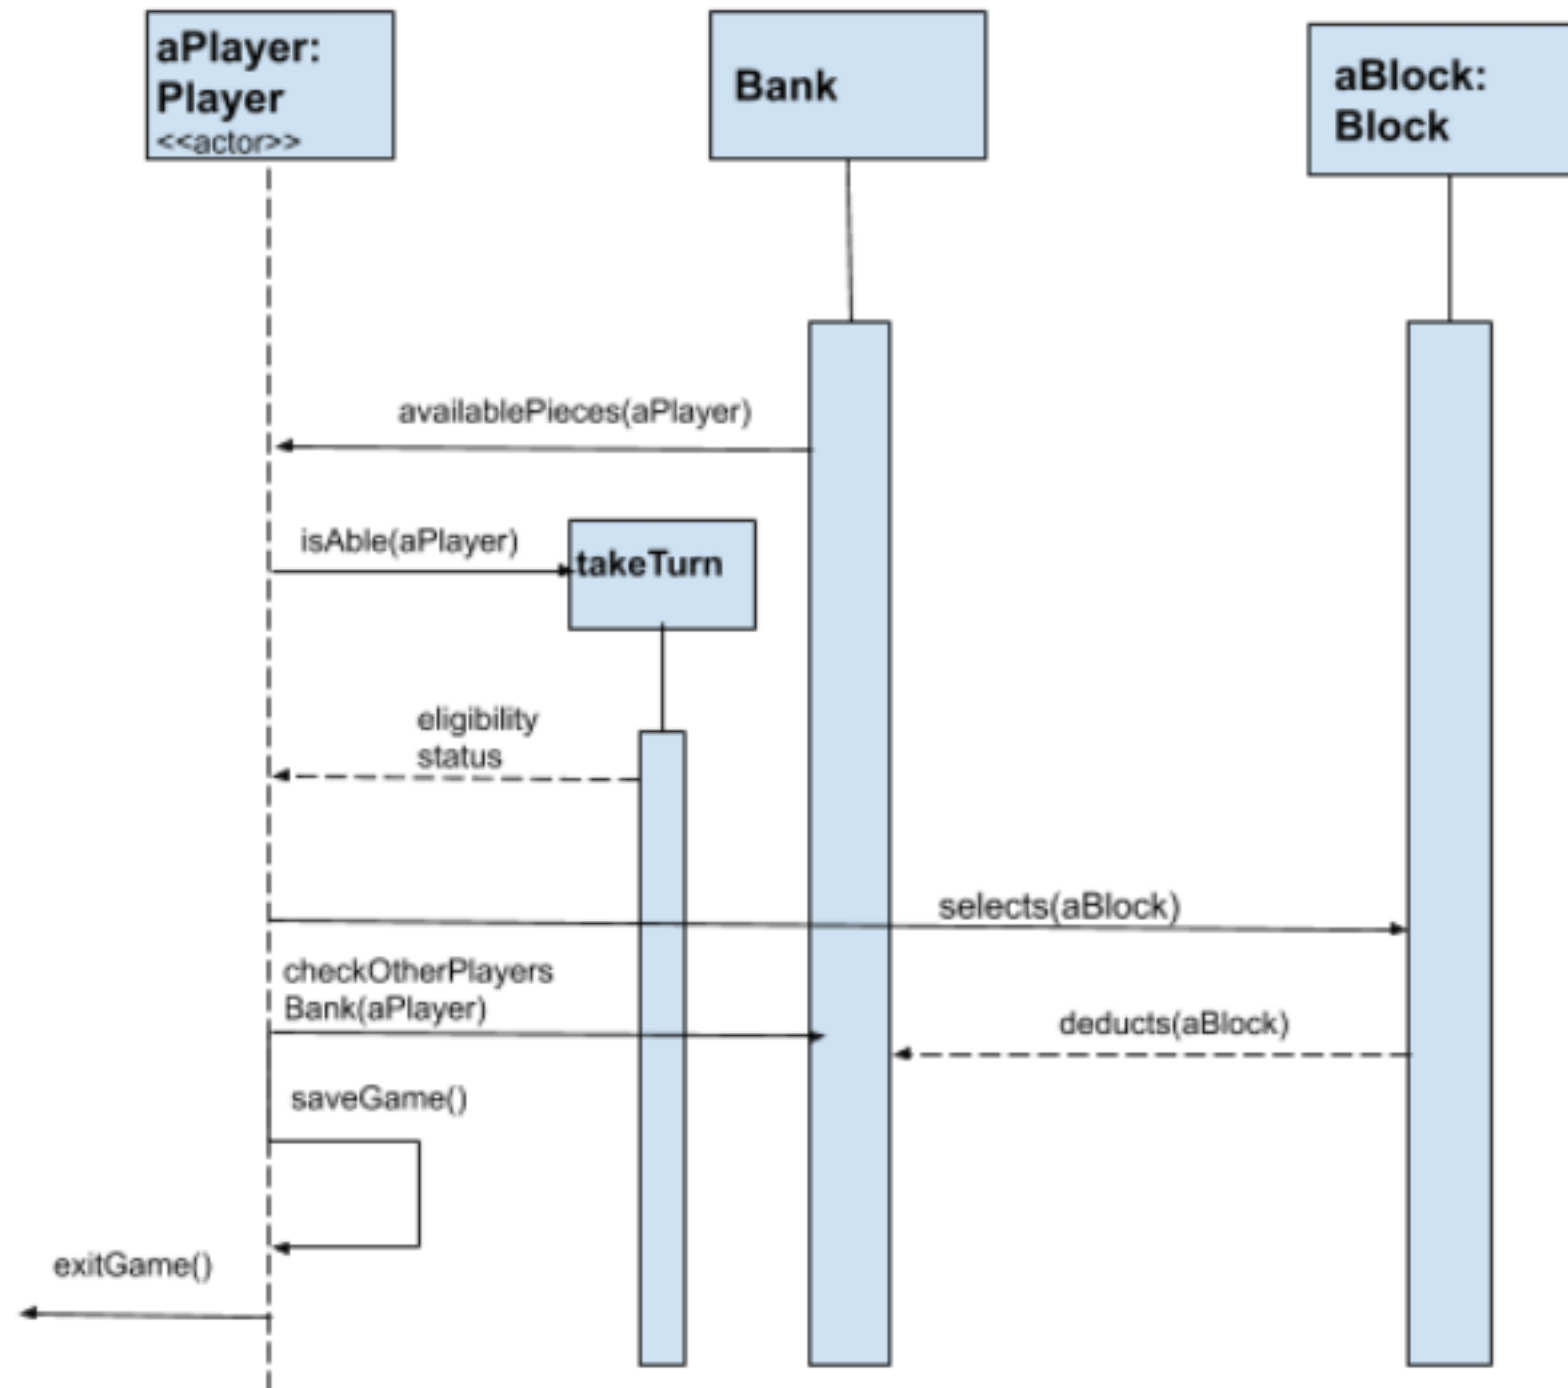 aPlayer:
Player
<<actor>>
Bank
aBlock:
Block
availablePieces(aPlayer)
isAble(aPlayer)
takeTurn
eligibility
status
selects(aBlock)
checkOtherPlayers
Bank(aPlayer)
deducts(aBlock)
saveGame()
exitGame()